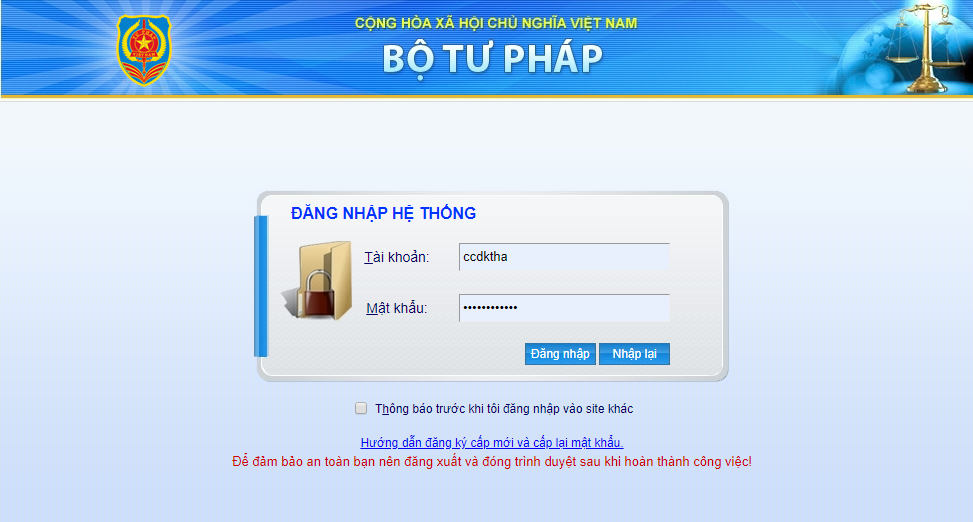 CỘNG HÒA XÃ HỘI CHỦ NGHĨA VIỆT NAM
BỘ TƯ PHÁP
ĐĂNG NHẬP HỆ THỐNG
Tài khoản: ccdktha
Mật khẩu: ••••••••••••
Đăng nhập Nhập lại
Thông báo trước khi tôi đăng nhập vào site khác
Hướng dẫn đăng ký cấp mới và cấp lại mật khẩu.
Để đảm bảo an toàn bạn nên đăng xuất và đóng trình duyệt sau khi hoàn thành công việc!